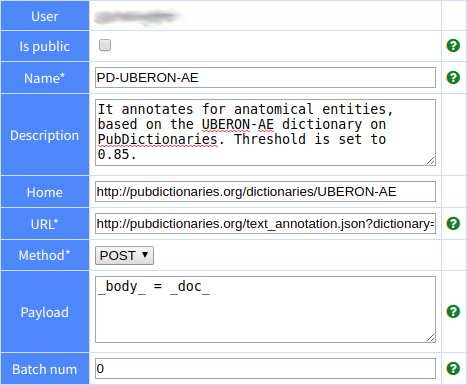 User
Is public ?
Name* PD-UBERON-AE ?
Description It annotates for anatomical entities,
based on the UBERON-AE dictionary on
PubDictionaries. Threshold is set to
0.85.
Home http://pubdictionaries.org/dictionaries/UBERON-AE
URL* http://pubdictionaries.org/text_annotation.json?dictionary= ?
Method* POST ▼
Payload _body_ = _doc_ ?
Batch num 0 ?